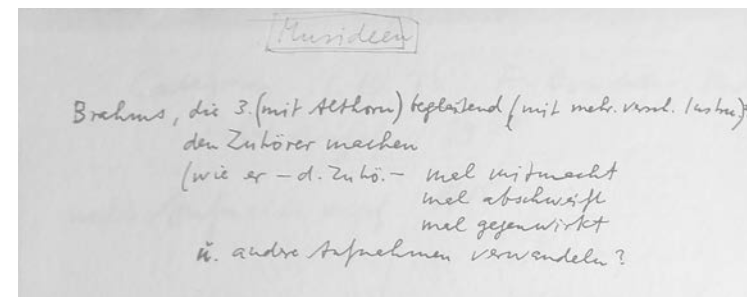 Musideen
Brahms, die 3. (mit Althorn) begleitend (mit mehr. versch. Instru)
den Zuhörer machen
(wie er – d. Zuhö. – mal mitmacht
mal abschweift
mal gegenwirkt
ü. andre Aufnahmen verwandeln?